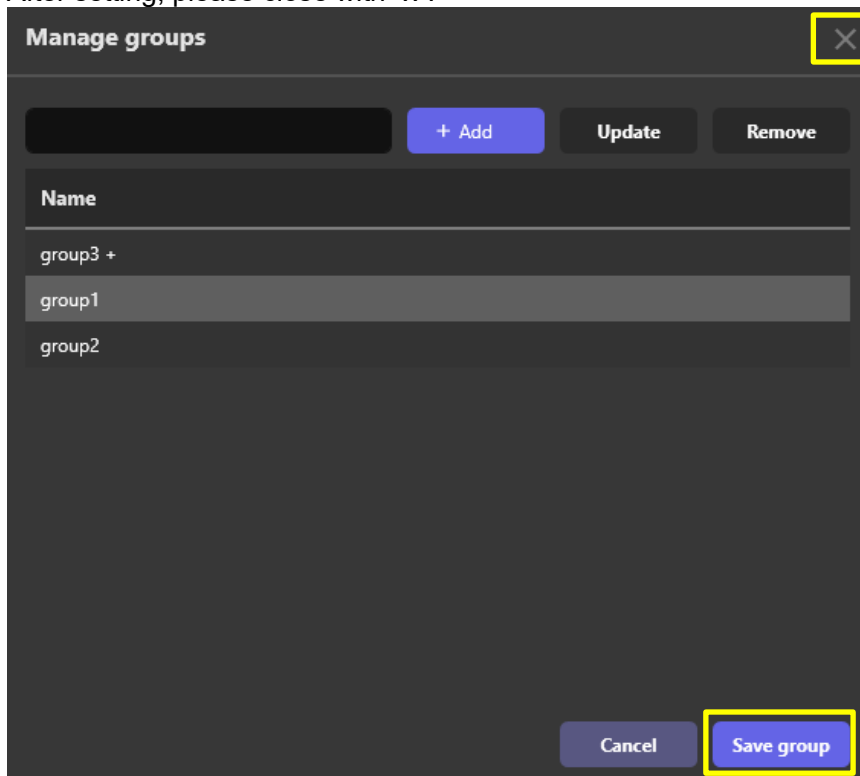 Manage groups
+ Add Update Remove
Name
group3 +
group1
group2
Cancel Save group